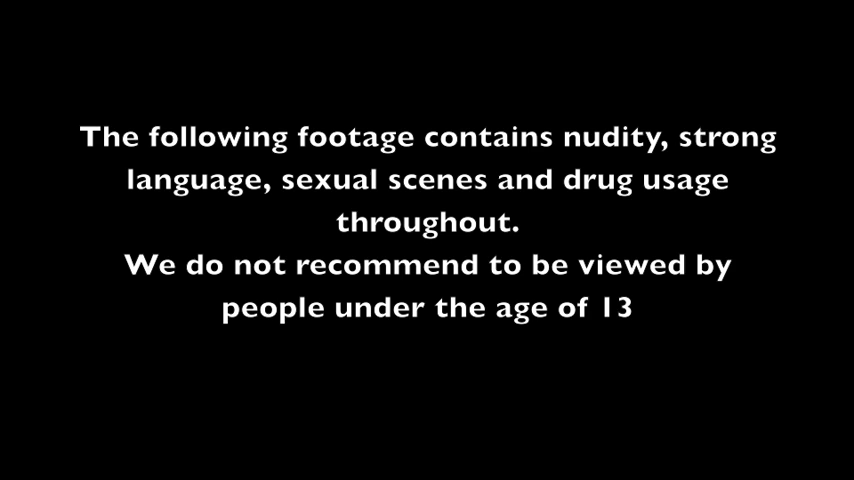 The following footage contains nudity, strong
language, sexual scenes and drug usage
throughout.
We do not recommend to be viewed by
people under the age of 13